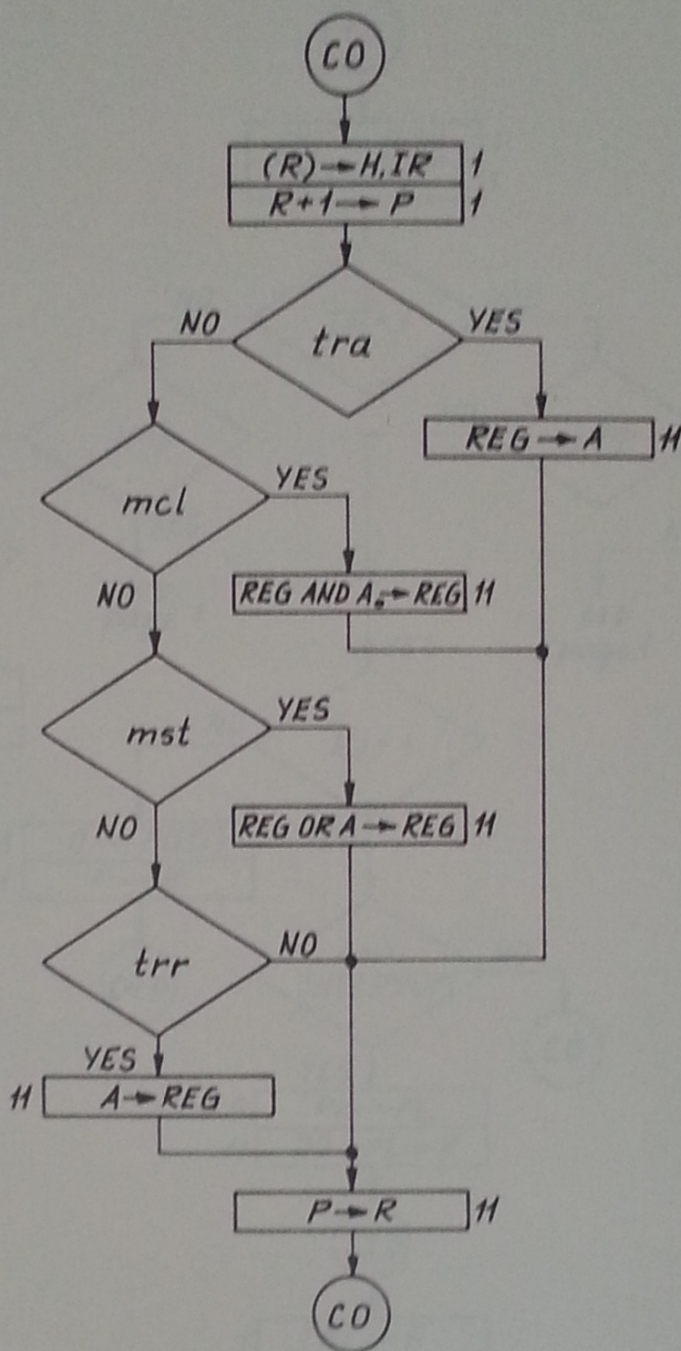 CO
(R)→H,IR 1
R+1→P 1
NO
tra
YES
REG→A 11
mcl
YES
NO
REG AND A→REG 11
mst
YES
NO
REG OR A→REG 11
trr
NO
YES
11 A→REG
P→R 11
CO